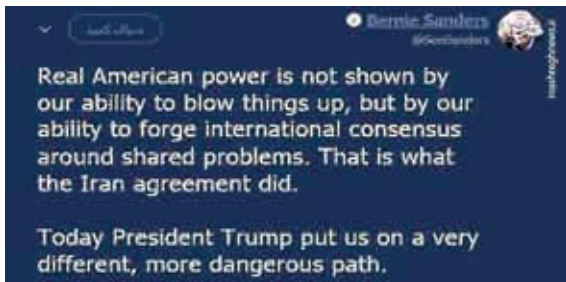 Bernie Sanders
@SenSanders
Real American power is not shown by
our ability to blow things up, but by our
ability to forge international consensus
around shared problems. That is what
the Iran agreement did.
Today President Trump put us on a very
different, more dangerous path.